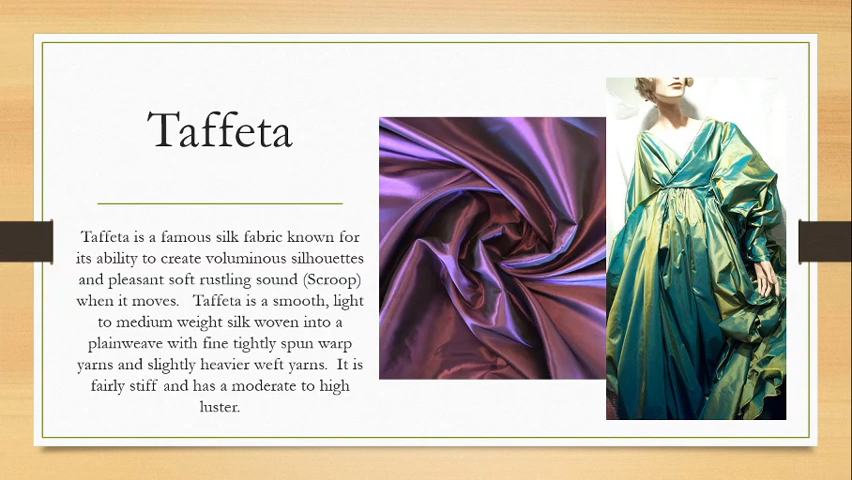 Taffeta
Taffeta is a famous silk fabric known for
its ability to create voluminous silhouettes
and pleasant soft rustling sound (Scroop)
when it moves.   Taffeta is a smooth, light
to medium weight silk woven into a
plainweave with fine tightly spun warp
yarns and slightly heavier weft yarns.  It is
fairly stiff and has a moderate to high
luster.